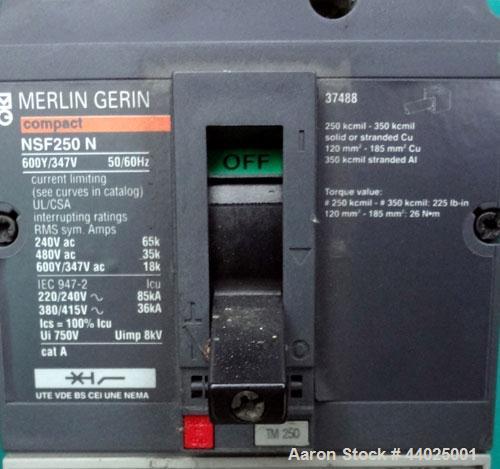 MERLIN GERIN
compact
NSF250 N
600Y/347V 50/60Hz
current limiting
(see curves in catalog)
UL/CSA
interrupting ratings
RMS sym. Amps
240V ac 65k
480V ac 35k
600Y/347V ac 18k
IEC 947-2 Icu
220/240V ~ 85kA
380/415V ~ 36kA
Ics = 100% Icu
Ui 750V Uimp 8kV
cat A
UTE VDE BS CEI UNE NEMA
OFF
TM 250
37488
250 kcmil - 350 kcmil
solid or stranded Cu
120 mm² - 185 mm² Cu
350 kcmil stranded Al
Torque value:
# 250 kcmil - # 350 kcmil: 225 lb-in
120 mm² - 185 mm²: 26 N•m
Aaron Stock # 44025001